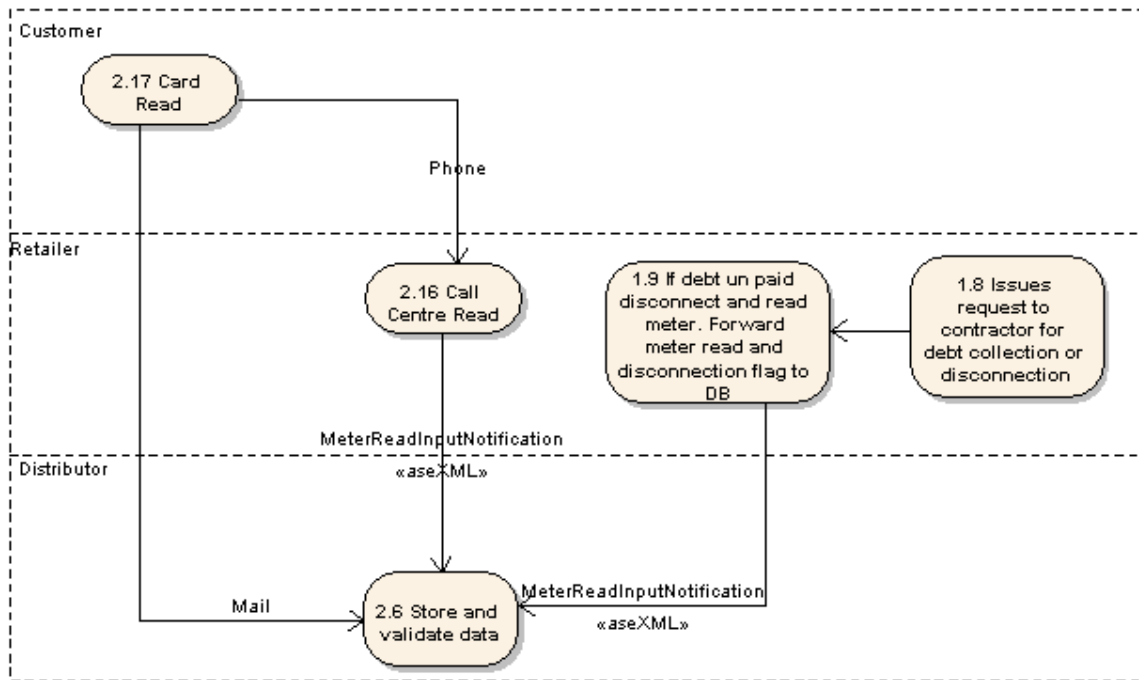 Customer
2.17 Card
Read
Phone
Retailer
2.16 Call
Centre Read
1.9 If debt un paid
disconnect and read
meter. Forward
meter read and
disconnection flag to
DB
1.8 Issues
request to
contractor for
debt collection or
disconnection
MeterReadInputNotification
«aseXML»
Distributor
Mail
2.6 Store and
validate data
MeterReadInputNotification
«aseXML»